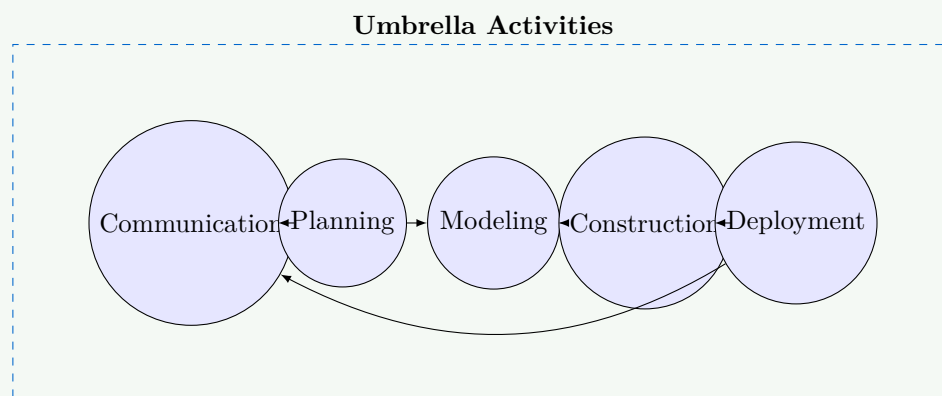 Umbrella Activities
Communication Planning Modeling Construction Deployment